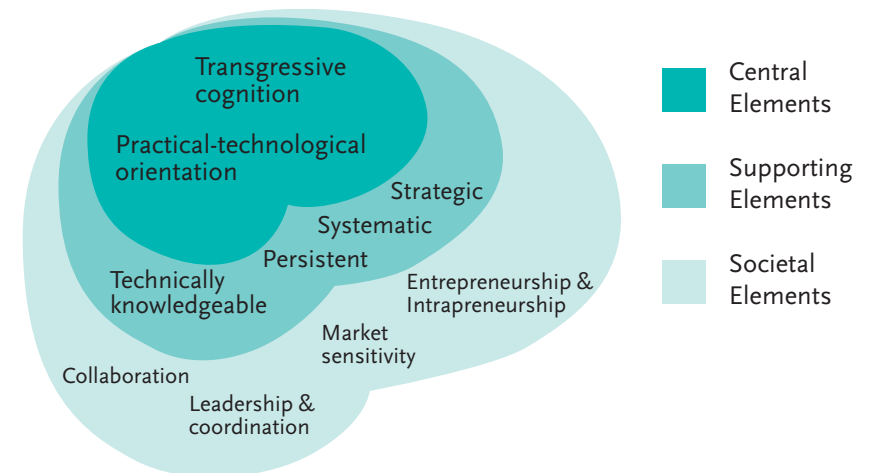 Transgressive
cognition
Practical-technological
orientation
Strategic
Systematic
Persistent
Technically
knowledgeable
Entrepreneurship &
Intrapreneurship
Market
sensitivity
Collaboration
Leadership &
coordination
Central
Elements
Supporting
Elements
Societal
Elements